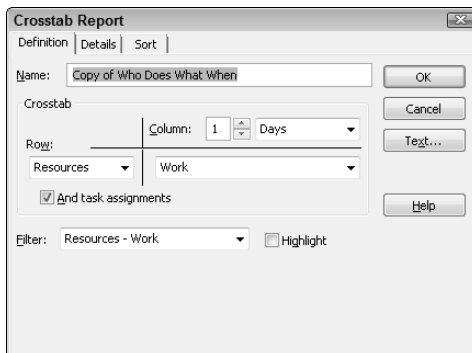 Crosstab Report
Definition Details Sort
Name: Copy of Who Does What When OK
Crosstab Cancel
Column: 1 Days Text...
Row:
Resources Work
And task assignments Help
Filter: Resources - Work Highlight